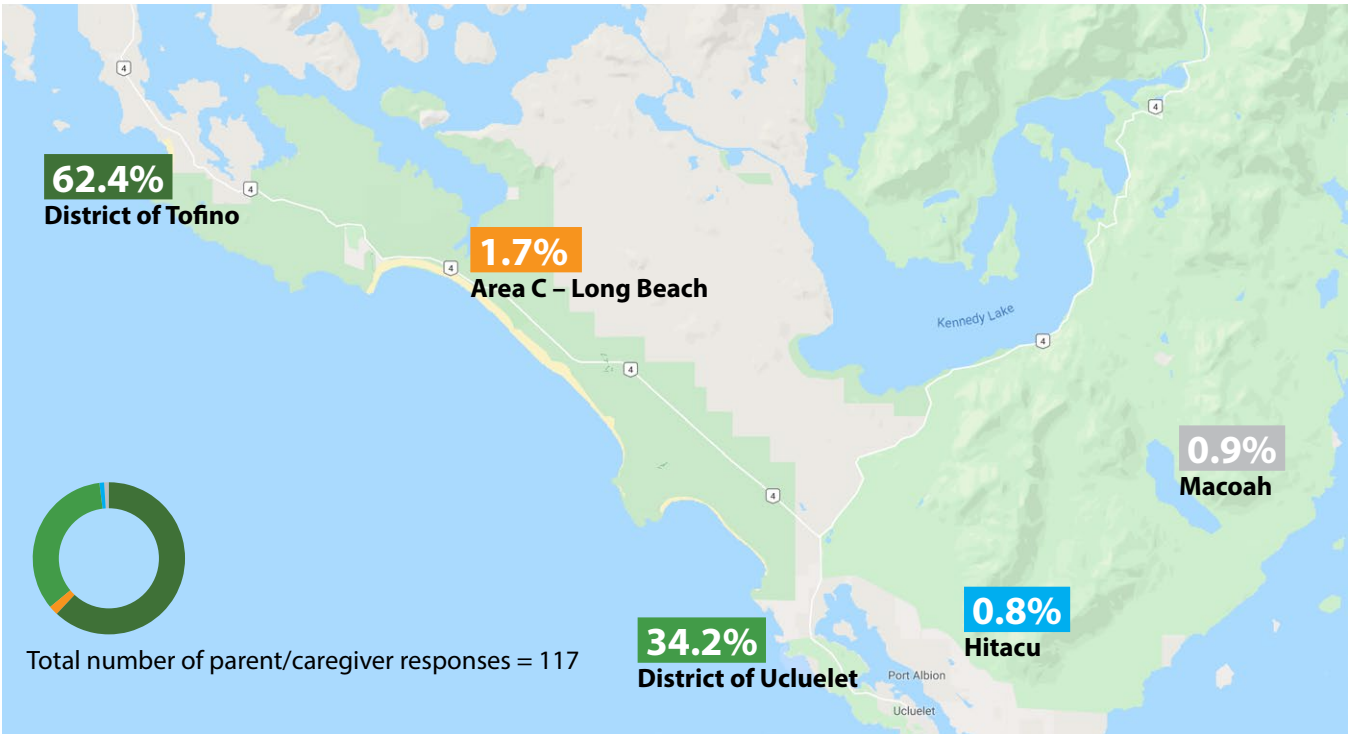 4
4
62.4%
District of Tofino
4
1.7%
4
Area C – Long Beach
Kennedy Lake
4
4
0.9%
Macoah
4
0.8%
Hitacu
34.2%
District of Ucluelet
Port Albion
Ucluelet
Total number of parent/caregiver responses = 117